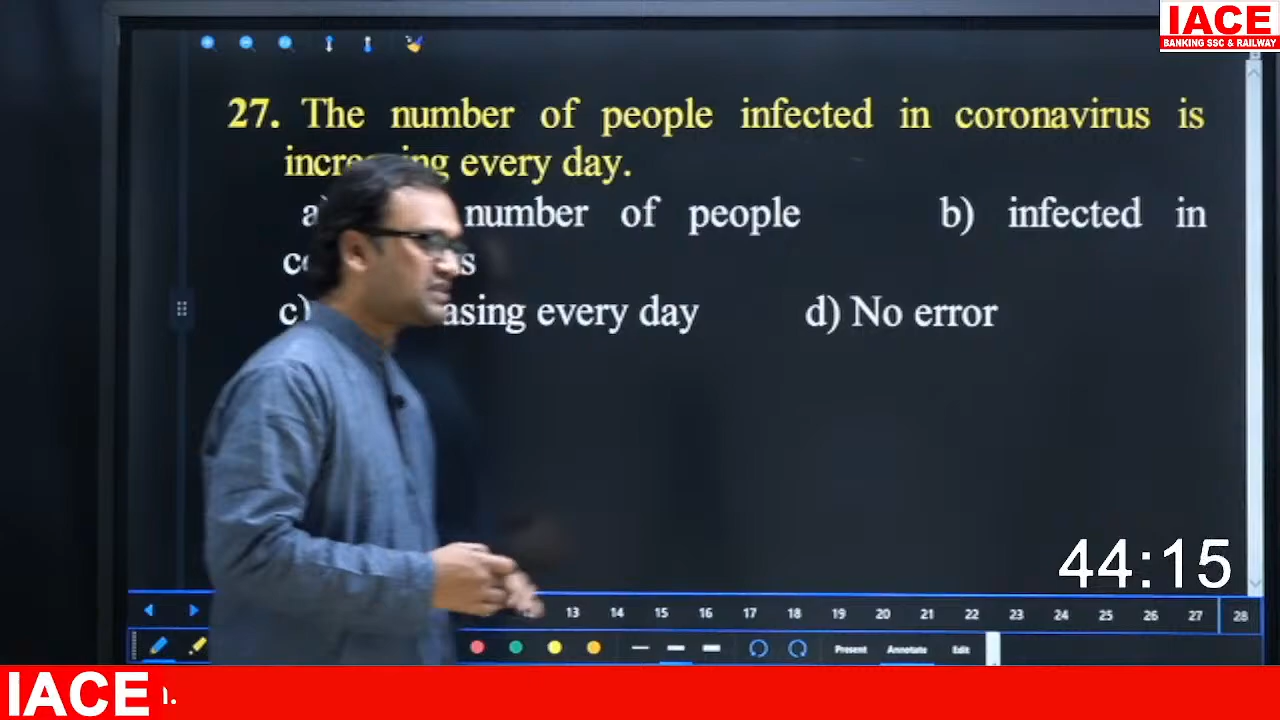 IACE
BANKING SSC & RAILWAY
27. The number of people infected in coronavirus is
every day.
number of people b) infected in
c) every day d) No error
44:15
13 14 15 16 17 18 19 20 21 22 23 24 25 26 27 28
Present Annotate Edit
IACE